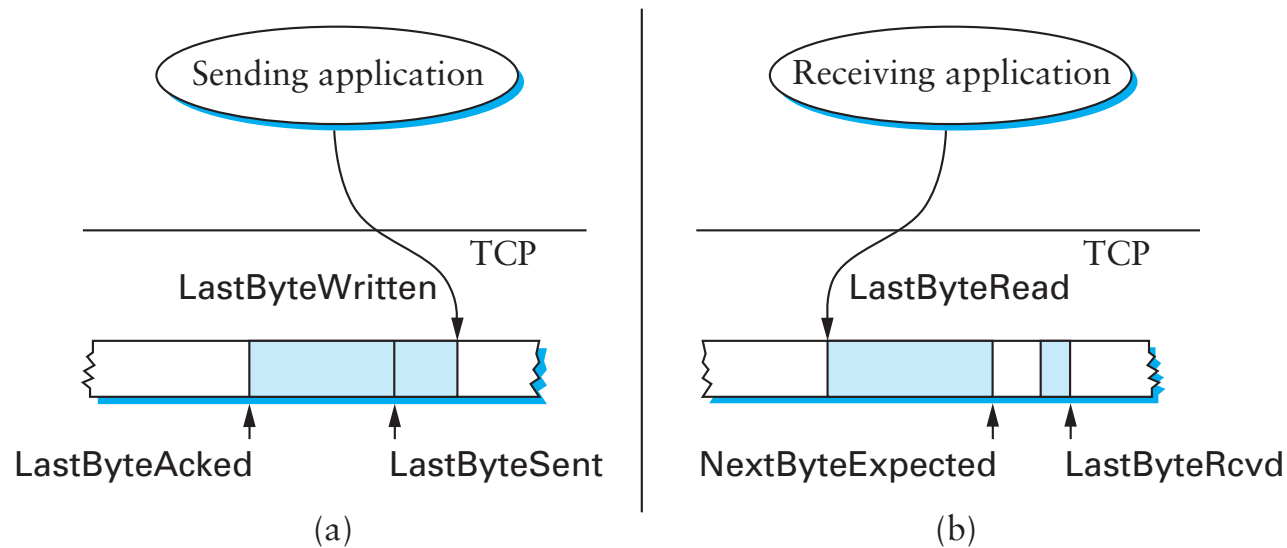 Sending application
TCP
LastByteWritten
LastByteAcked
LastByteSent
(a)
Receiving application
TCP
LastByteRead
NextByteExpected
LastByteRcvd
(b)